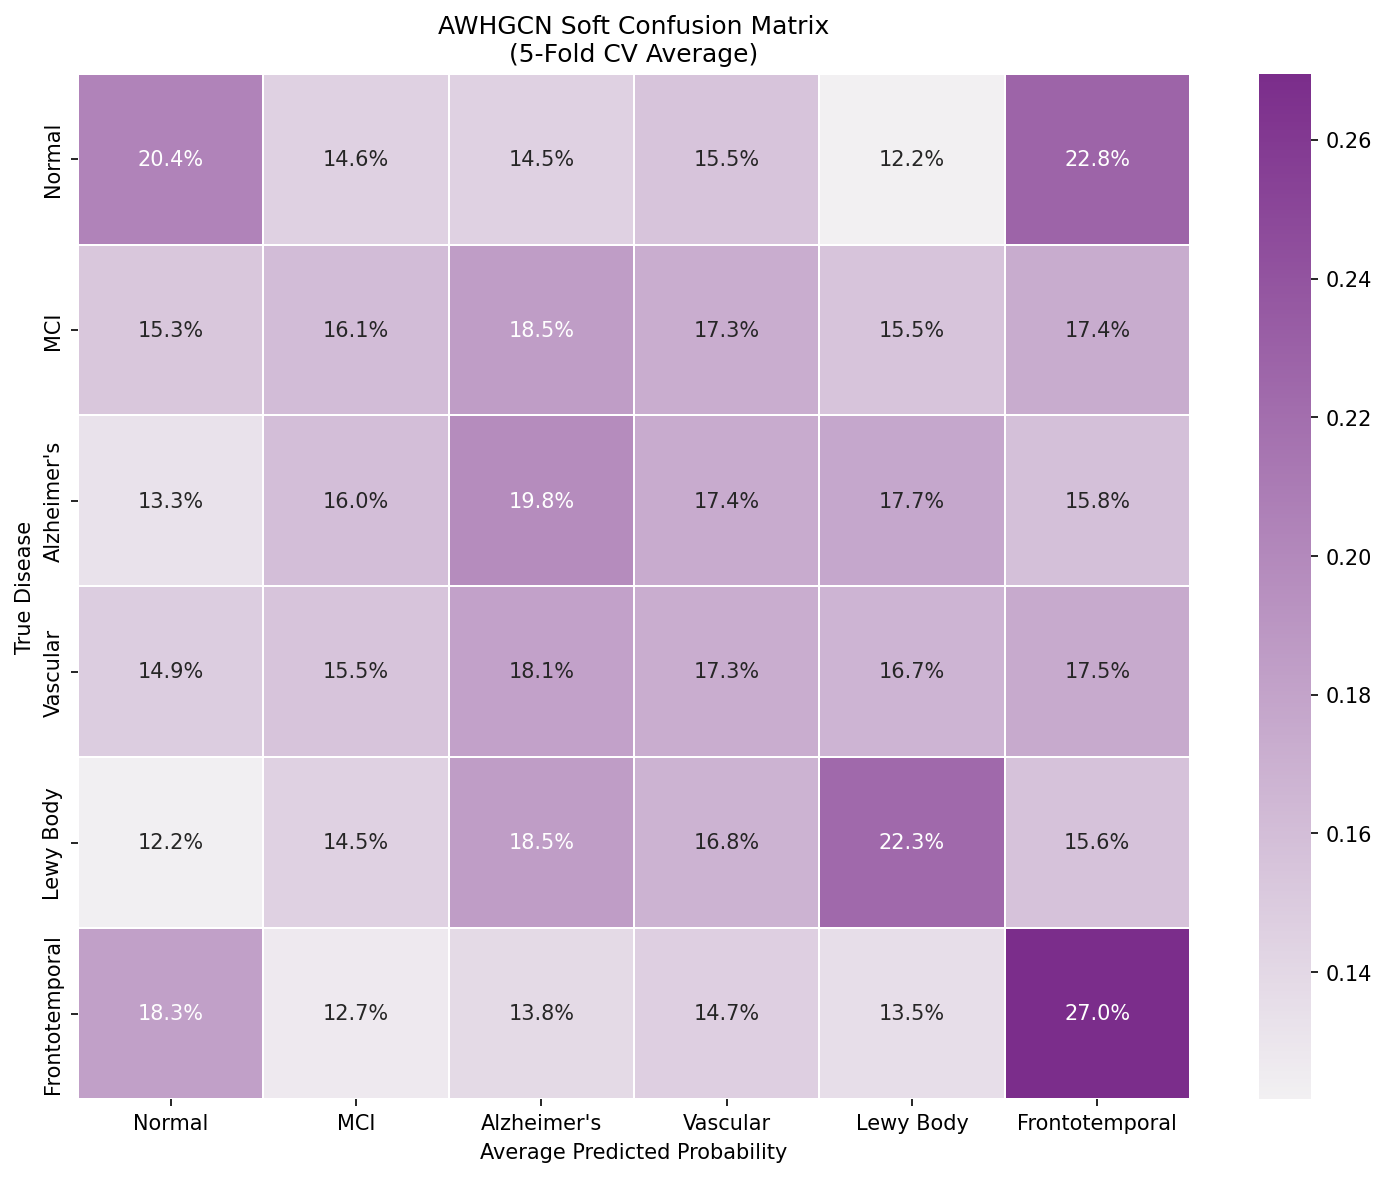 AWHGCN Soft Confusion Matrix
(5-Fold CV Average)
True Disease
Normal
20.4% 14.6% 14.5% 15.5% 12.2% 22.8%
MCI
15.3% 16.1% 18.5% 17.3% 15.5% 17.4%
Alzheimer's
13.3% 16.0% 19.8% 17.4% 17.7% 15.8%
Vascular
14.9% 15.5% 18.1% 17.3% 16.7% 17.5%
Lewy Body
12.2% 14.5% 18.5% 16.8% 22.3% 15.6%
Frontotemporal
18.3% 12.7% 13.8% 14.7% 13.5% 27.0%
Normal MCI Alzheimer's Vascular Lewy Body Frontotemporal
Average Predicted Probability
0.26
0.24
0.22
0.20
0.18
0.16
0.14